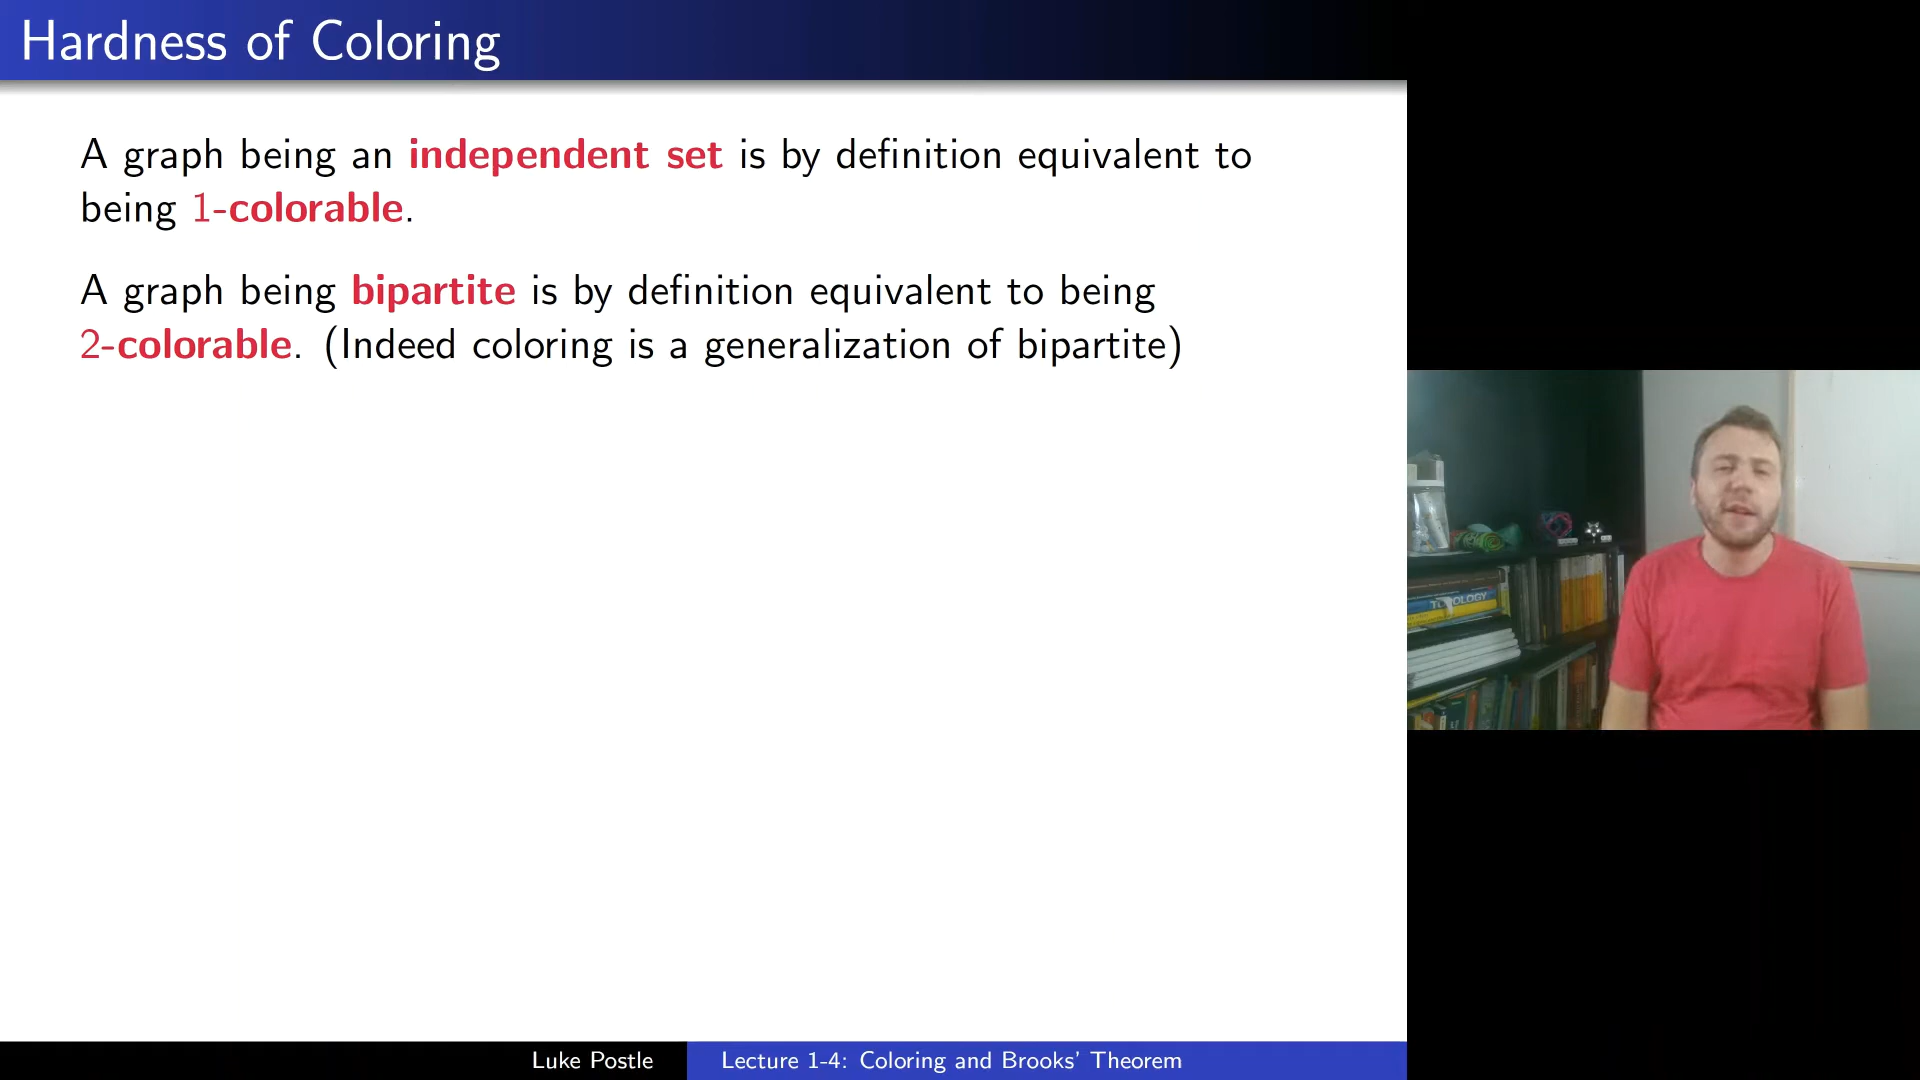 Hardness of Coloring
A graph being an independent set is by definition equivalent to
being 1-colorable.
A graph being bipartite is by definition equivalent to being
2-colorable. (Indeed coloring is a generalization of bipartite)
TOPOLOGY
Luke Postle
Lecture 1-4: Coloring and Brooks' Theorem